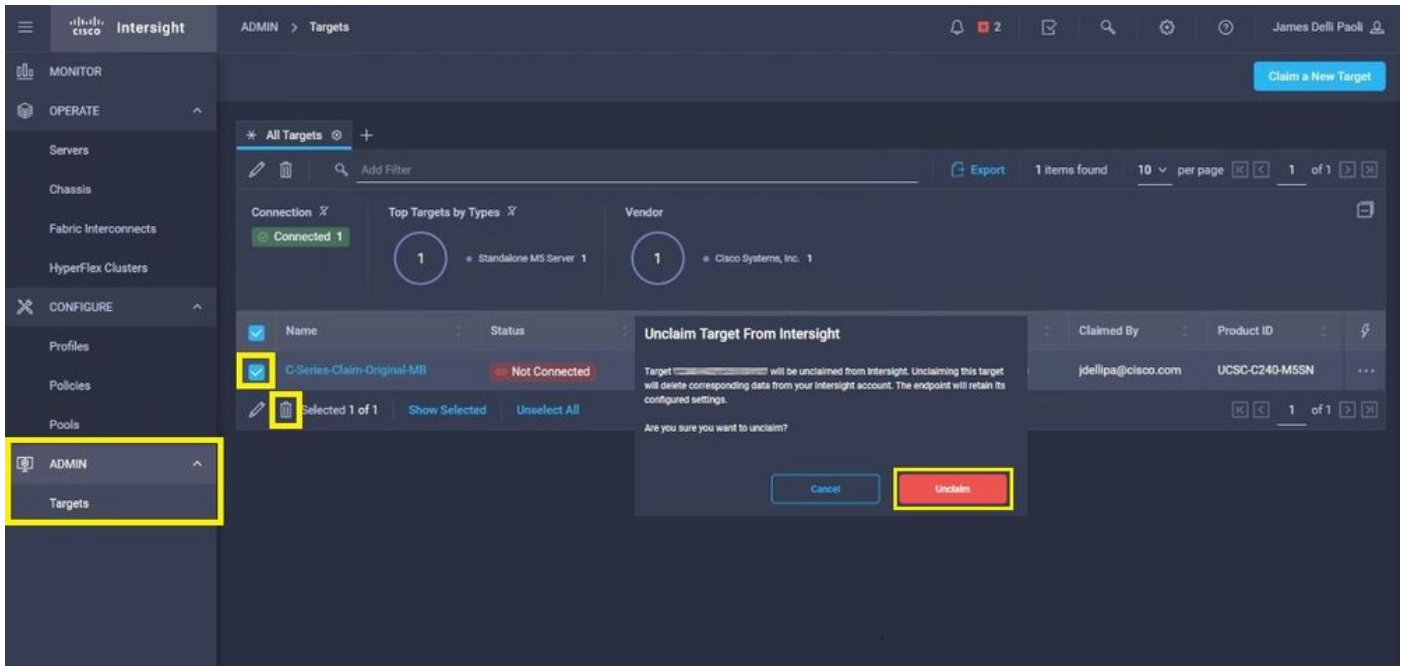 cisco Intersight
ADMIN > Targets
2
James Delli Paoli
MONITOR
OPERATE
Servers
Chassis
Fabric Interconnects
HyperFlex Clusters
CONFIGURE
Profiles
Policies
Pools
ADMIN
Targets
Claim a New Target
All Targets
Add Filter
Export
1 items found
10 per page
1 of 1
Connection
Connected 1
Top Targets by Types
1
Standalone M5 Server 1
Vendor
1
Cisco Systems, Inc. 1
Name Status Claimed By Product ID
C-Series-Claim-Original-MB Not Connected jdellipa@cisco.com UCSC-C240-M5SN
Selected 1 of 1 Show Selected Unselect All 1 of 1
Unclaim Target From Intersight
Target will be unclaimed from Intersight. Unclaiming this target
will delete corresponding data from your Intersight account. The endpoint will retain its
configured settings.
Are you sure you want to unclaim?
Cancel Unclaim